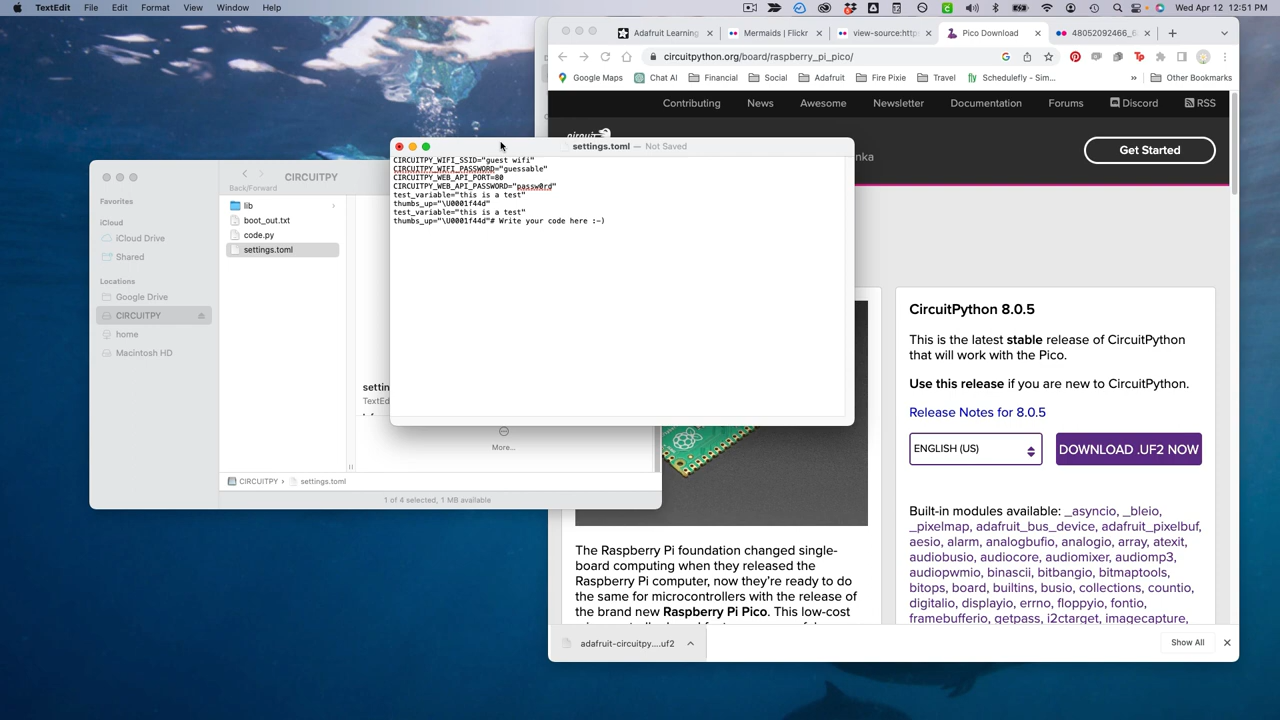 TextEdit File Edit Format View Window Help Wed Apr 12 12:51 PM
Adafruit Learning Mermaids | Flickr view-source:http Pico Download 48052092466_6
circuitpython.org/board/raspberry_pi_pico/
Google Maps Chat AI Financial Social Adafruit Fire Pixie Travel Schedulefly - Sim... » Other Bookmarks
Contributing News Awesome Newsletter Documentation Forums Discord RSS
nka
Get Started
settings.toml — Not Saved
CIRCUITPY_WIFI_SSID="guest wifi"
CIRCUITPY_WIFI_PASSWORD="guessable"
CIRCUITPY_WEB_API_PORT=80
CIRCUITPY_WEB_API_PASSWORD="passw0rd"
test_variable="this is a test"
thumbs_up="\U0001f44d"
test_variable="this is a test"
thumbs_up="\U0001f44d"# Write your code here :-)
CIRCUITPY
Back/Forward
Favorites
iCloud
iCloud Drive
Shared
Locations
Google Drive
CIRCUITPY
home
Macintosh HD
lib
boot_out.txt
code.py
settings.toml
settin
TextEd
More...
CIRCUITPY › settings.toml
1 of 4 selected, 1 MB available
CircuitPython 8.0.5
This is the latest stable release of CircuitPython
that will work with the Pico.
Use this release if you are new to CircuitPython.
Release Notes for 8.0.5
ENGLISH (US) DOWNLOAD .UF2 NOW
Built-in modules available: _asyncio, _bleio,
_pixelmap, adafruit_bus_device, adafruit_pixelbuf,
aesio, alarm, analogbufio, analogio, array, atexit,
audiobusio, audiocore, audiomixer, audiomp3,
audiopwmio, binascii, bitbangio, bitmaptools,
bitops, board, builtins, busio, collections, countio,
digitalio, displayio, errno, floppyio, fontio,
framebufferio, getpass, i2ctarget, imagecapture,
The Raspberry Pi foundation changed single-
board computing when they released the
Raspberry Pi computer, now they're ready to do
the same for microcontrollers with the release of
the brand new Raspberry Pi Pico. This low-cost
adafruit-circuitpy....uf2
Show All